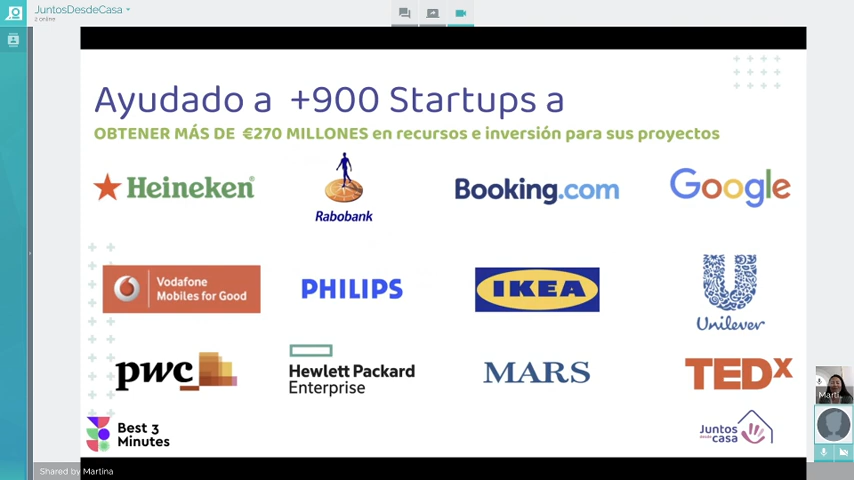 JuntosDesdeCasa
2 online
Ayudado a +900 Startups a
OBTENER MÁS DE €270 MILLONES en recursos e inversión para sus proyectos
Heineken
Rabobank
Booking.com
Google
Vodafone
Mobiles for Good
PHILIPS
IKEA
Unilever
pwc
Hewlett Packard
Enterprise
MARS
TEDx
Best 3
Minutes
Juntos
desde
casa
Marti...
Shared by Martina